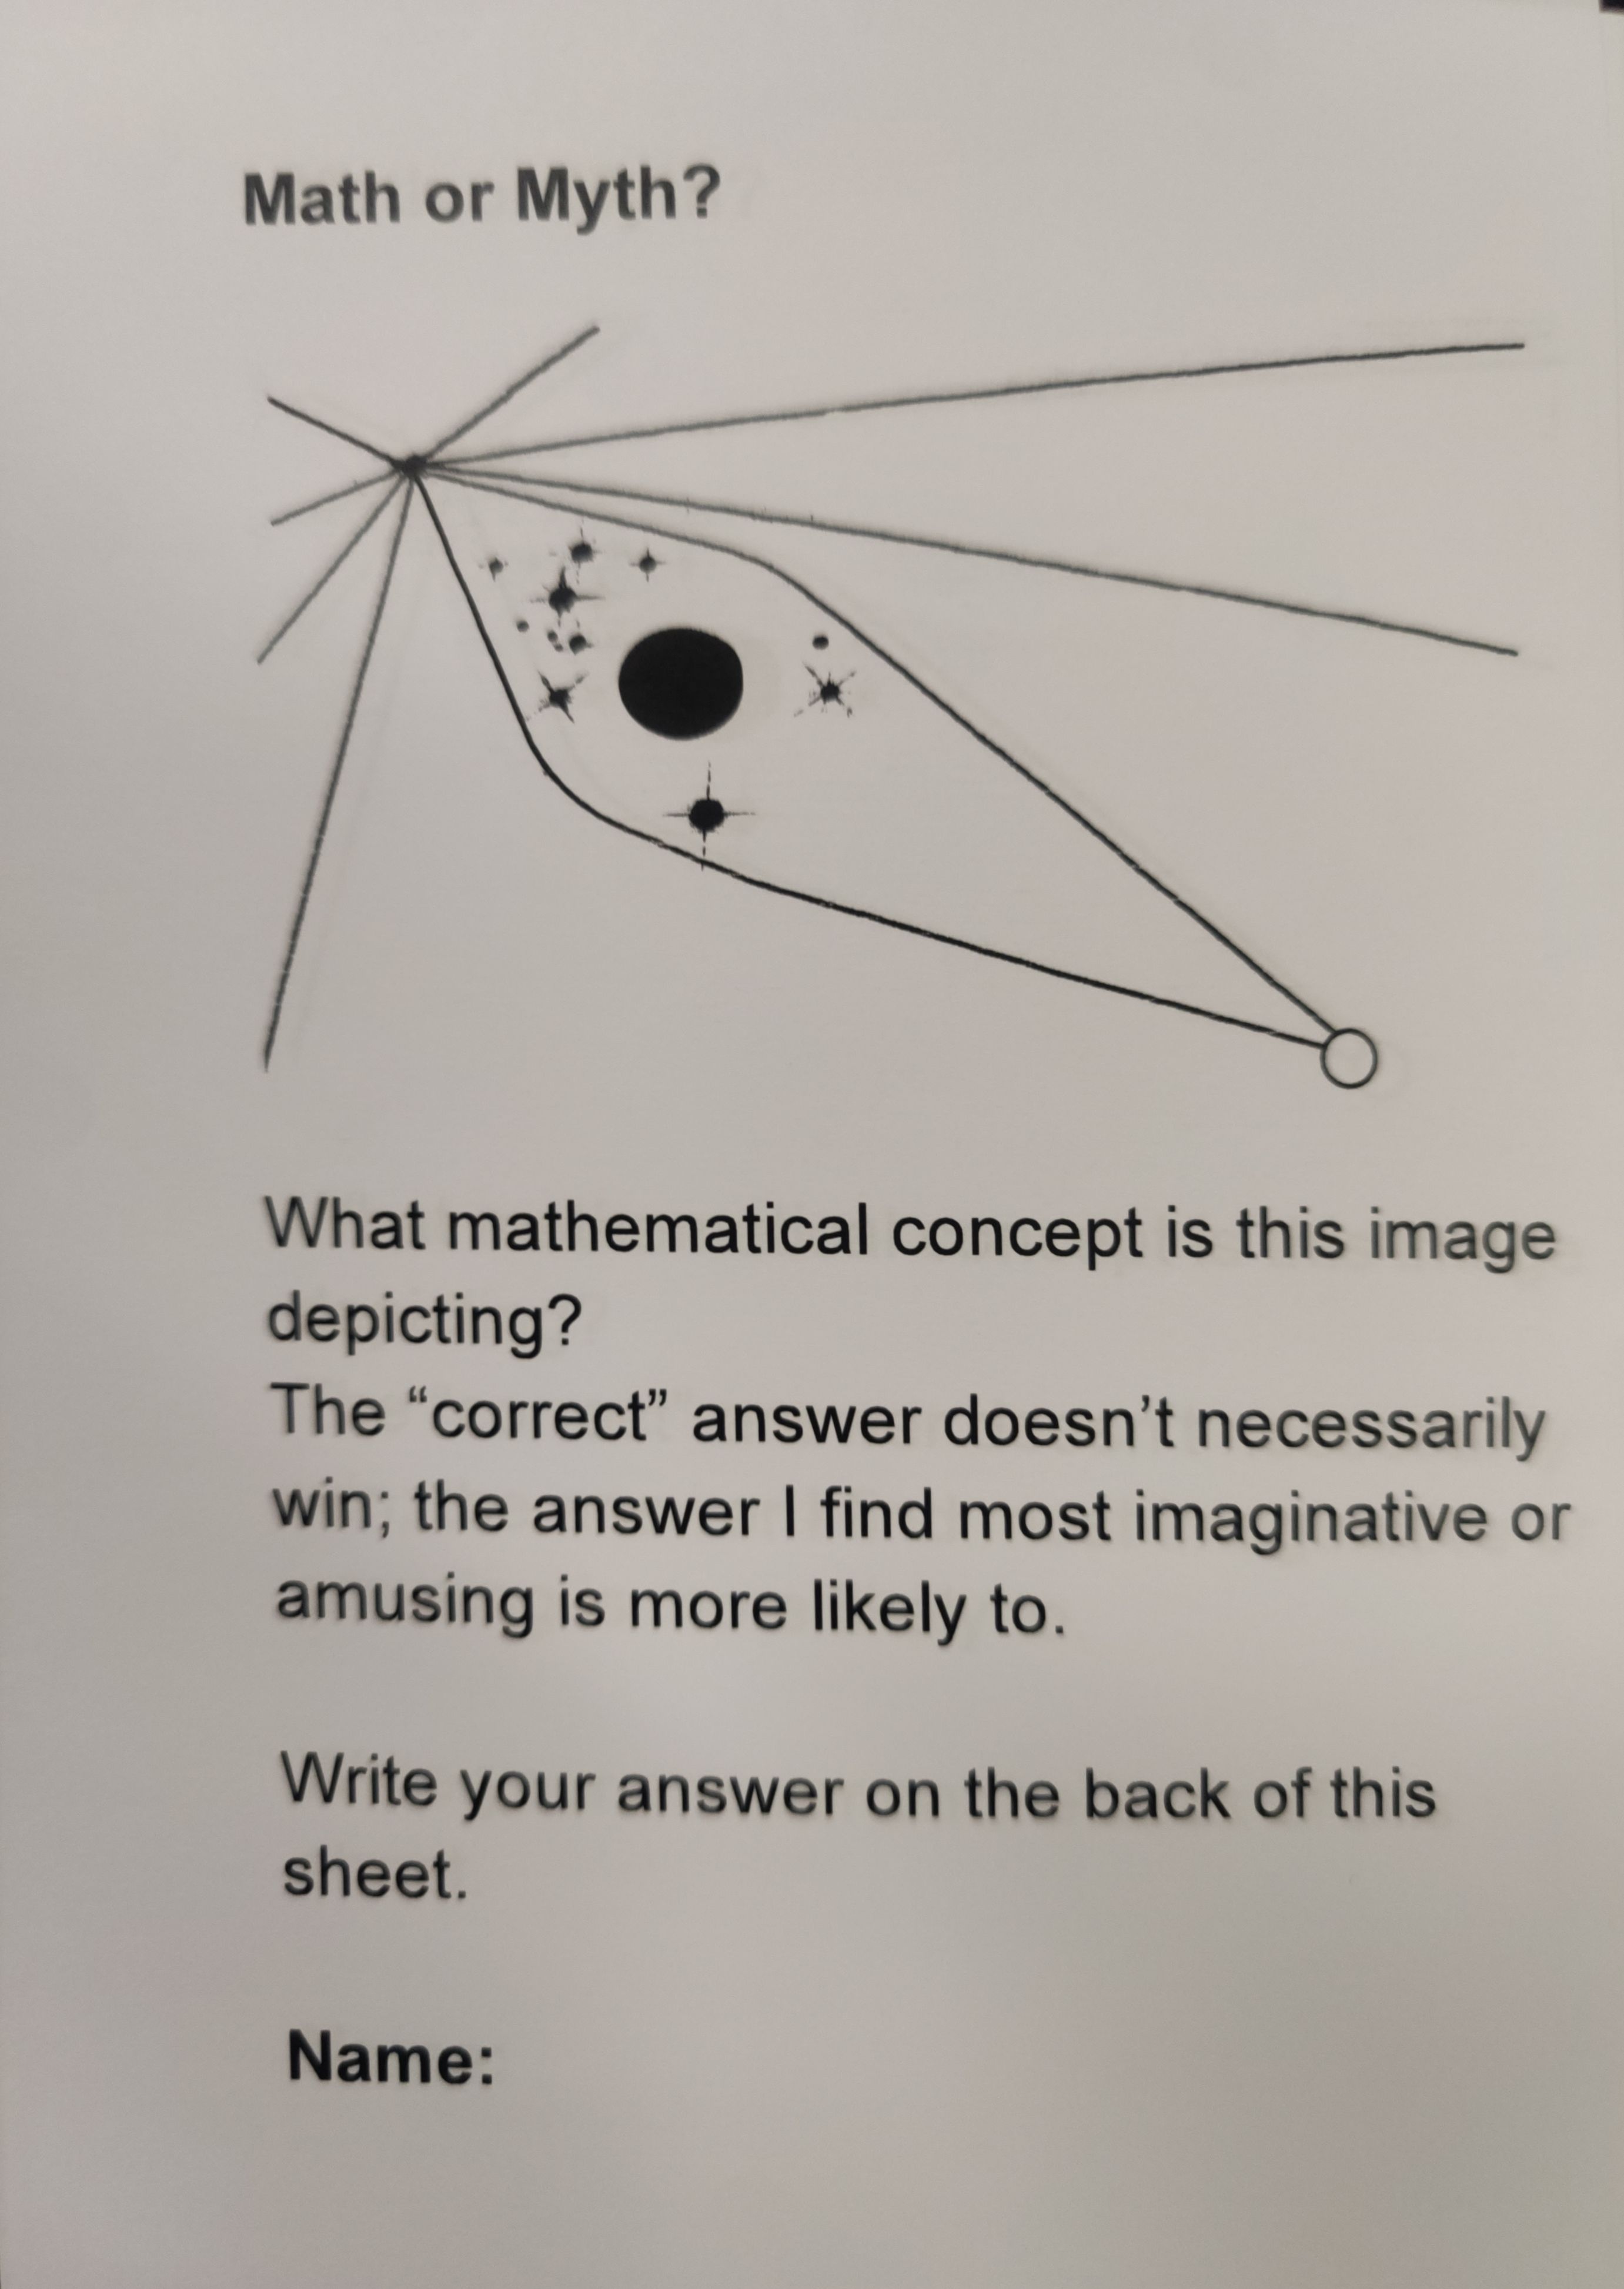 Math or Myth?
What mathematical concept is this image
depicting?
The “correct” answer doesn’t necessarily
win; the answer I find most imaginative or
amusing is more likely to.
Write your answer on the back of this
sheet.
Name: